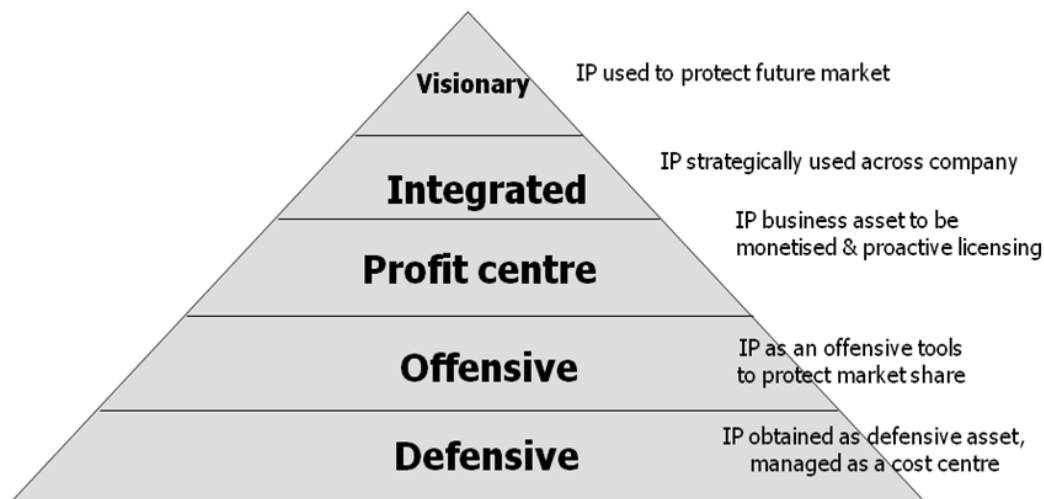 Visionary
IP used to protect future market
Integrated
IP strategically used across company
Profit centre
IP business asset to be
monetised & proactive licensing
Offensive
IP as an offensive tools
to protect market share
Defensive
IP obtained as defensive asset,
managed as a cost centre